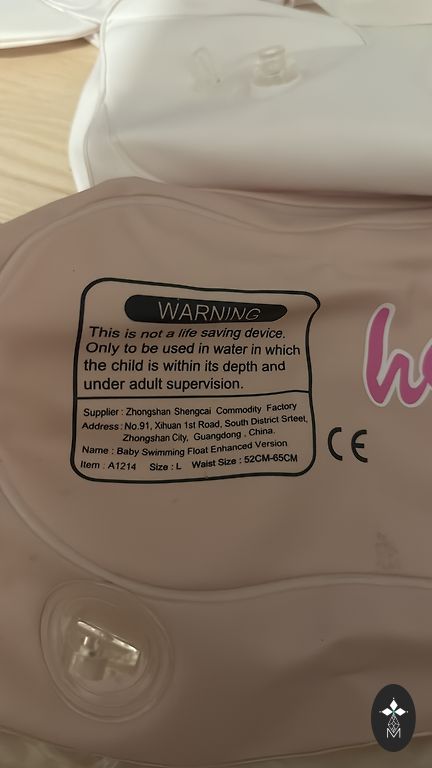 WARNING
This is not a life saving device.
Only to be used in water in which
the child is within its depth and
under adult supervision.
Supplier : Zhongshan Shengcai Commodity Factory
Address : No.91, Xihuan 1st Road, South District Srteet,
Zhongshan City, Guangdong , China.
Name : Baby Swimming Float Enhanced Version
Item : A1214 Size : L Waist Size : 52CM-65CM
CE
he
M